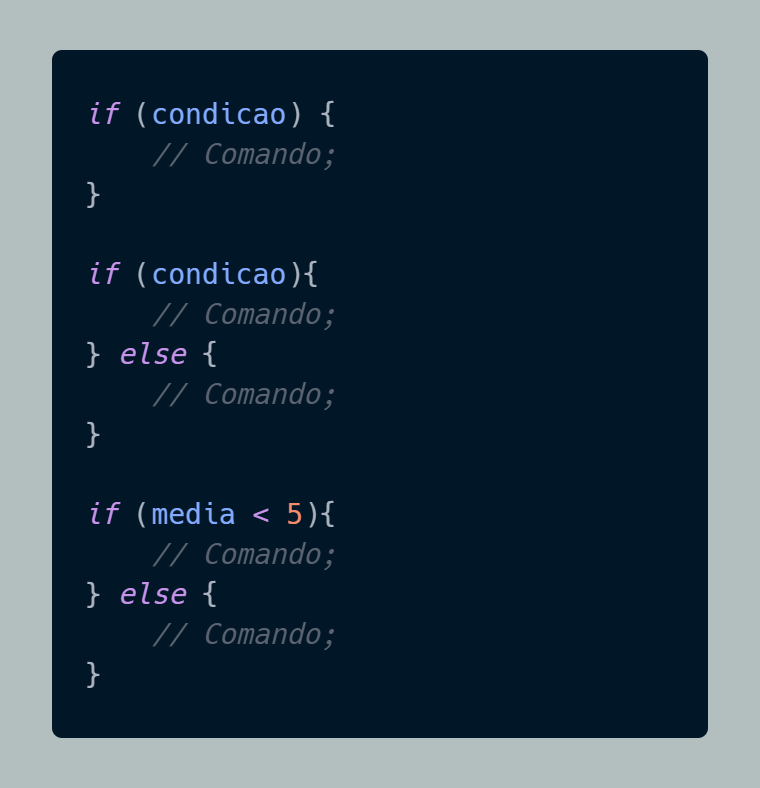 if (condicao) {
    // Comando;
}

if (condicao){
    // Comando;
} else {
    // Comando;
}

if (media < 5){
    // Comando;
} else {
    // Comando;
}